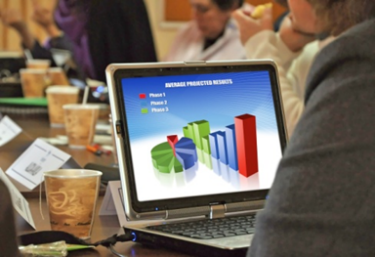 AVERAGE PROJECTED RESULTS
Phase 1
Phase 2
Phase 3